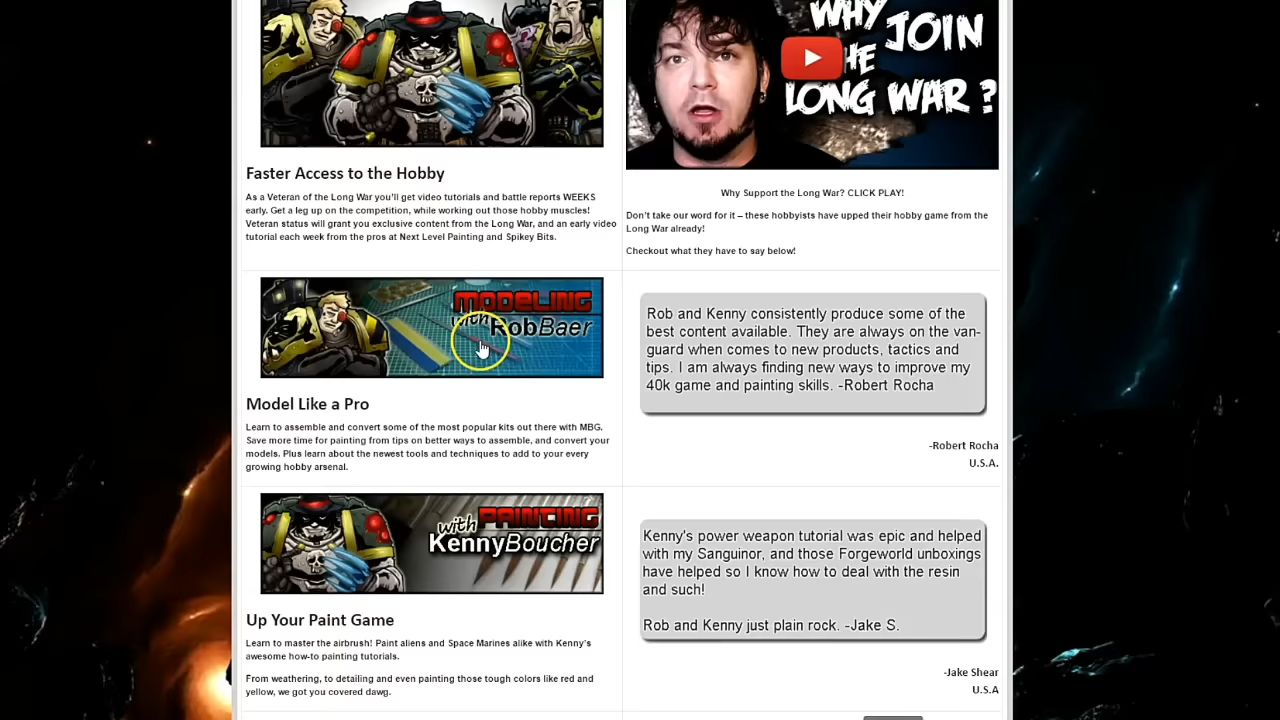 WHY JOIN
THE
LONG WAR ?
Faster Access to the Hobby
As a Veteran of the Long War you'll get video tutorials and battle reports WEEKS
early. Get a leg up on the competition, while working out those hobby muscles!
Veteran status will grant you exclusive content from the Long War, and an early video
tutorial each week from the pros at Next Level Painting and Spikey Bits.
Why Support the Long War? CLICK PLAY!
Don't take our word for it – these hobbyists have upped their hobby game from the
Long War already!
Checkout what they have to say below!
MODELING
with RobBaer
Model Like a Pro
Learn to assemble and convert some of the most popular kits out there with MBG.
Save more time for painting from tips on better ways to assemble, and convert your
models. Plus learn about the newest tools and techniques to add to your every
growing hobby arsenal.
Rob and Kenny consistently produce some of the
best content available. They are always on the van-
guard when comes to new products, tactics and
tips. I am always finding new ways to improve my
40k game and painting skills. -Robert Rocha
-Robert Rocha
U.S.A.
with PAINTING
KennyBoucher
Up Your Paint Game
Learn to master the airbrush! Paint aliens and Space Marines alike with Kenny's
awesome how-to painting tutorials.
From weathering, to detailing and even painting those tough colors like red and
yellow, we got you covered dawg.
Kenny's power weapon tutorial was epic and helped
with my Sanguinor, and those Forgeworld unboxings
have helped so I know how to deal with the resin
and such!
Rob and Kenny just plain rock. -Jake S.
-Jake Shear
U.S.A